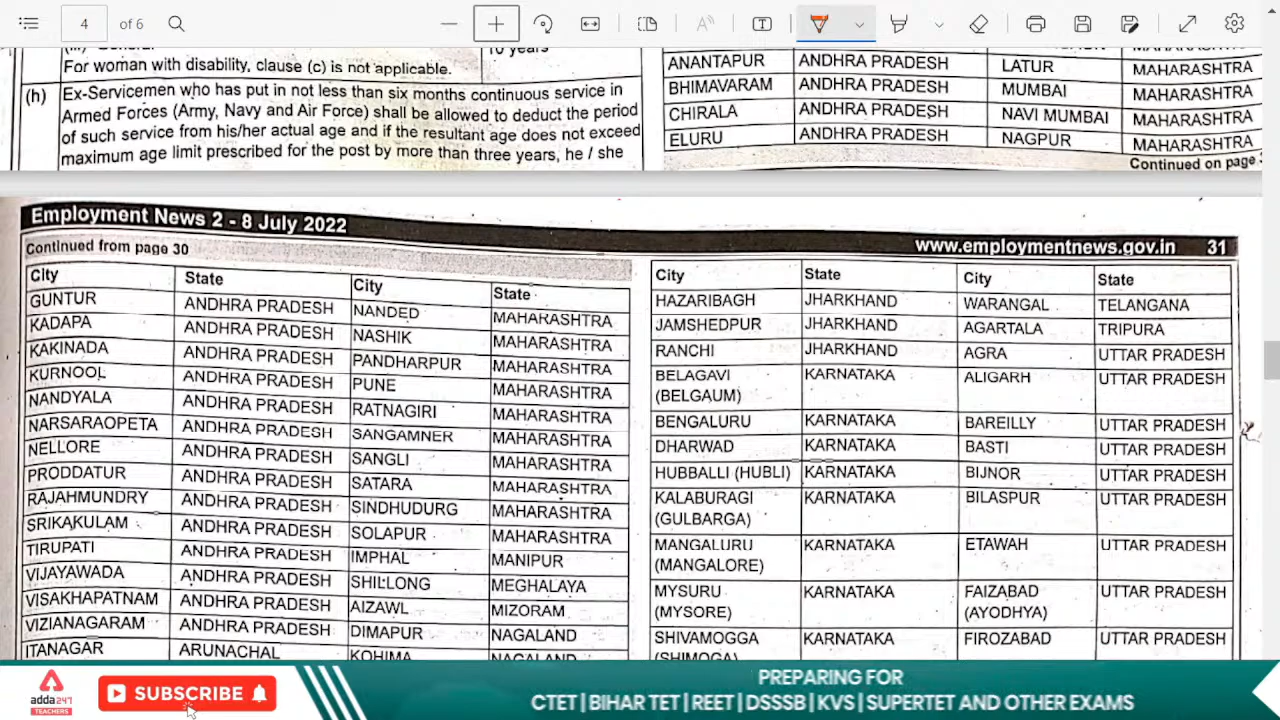 4 of 6
(iii) General
For woman with disability, clause (c) is not applicable.
10 years
(h) Ex-Servicemen who has put in not less than six months continuous service in
Armed Forces (Army, Navy and Air Force) shall be allowed to deduct the period
of such service from his/her actual age and if the resultant age does not exceed
maximum age limit prescribed for the post by more than three years, he / she
MAHARASHTRA
ANANTAPUR ANDHRA PRADESH LATUR MAHARASHTRA
BHIMAVARAM ANDHRA PRADESH MUMBAI MAHARASHTRA
CHIRALA ANDHRA PRADESH NAVI MUMBAI MAHARASHTRA
ELURU ANDHRA PRADESH NAGPUR MAHARASHTRA
Continued on page
Employment News 2 - 8 July 2022
www.employmentnews.gov.in 31
Continued from page 30
City State City State
GUNTUR ANDHRA PRADESH NANDED MAHARASHTRA
KADAPA ANDHRA PRADESH NASHIK MAHARASHTRA
KAKINADA ANDHRA PRADESH PANDHARPUR MAHARASHTRA
KURNOOL ANDHRA PRADESH PUNE MAHARASHTRA
NANDYALA ANDHRA PRADESH RATNAGIRI MAHARASHTRA
NARSARAOPETA ANDHRA PRADESH SANGAMNER MAHARASHTRA
NELLORE ANDHRA PRADESH SANGLI MAHARASHTRA
PRODDATUR ANDHRA PRADESH SATARA MAHARASHTRA
RAJAHMUNDRY ANDHRA PRADESH SINDHUDURG MAHARASHTRA
SRIKAKULAM ANDHRA PRADESH SOLAPUR MAHARASHTRA
TIRUPATI ANDHRA PRADESH IMPHAL MANIPUR
VIJAYAWADA ANDHRA PRADESH SHILLONG MEGHALAYA
VISAKHAPATNAM ANDHRA PRADESH AIZAWL MIZORAM
VIZIANAGARAM ANDHRA PRADESH DIMAPUR NAGALAND
ITANAGAR ARUNACHAL KOHIMA NAGALAND
City State City State
HAZARIBAGH JHARKHAND WARANGAL TELANGANA
JAMSHEDPUR JHARKHAND AGARTALA TRIPURA
RANCHI JHARKHAND AGRA UTTAR PRADESH
BELAGAVI KARNATAKA ALIGARH UTTAR PRADESH
(BELGAUM)
BENGALURU KARNATAKA BAREILLY UTTAR PRADESH
DHARWAD KARNATAKA BASTI UTTAR PRADESH
HUBBALLI (HUBLI) KARNATAKA BIJNOR UTTAR PRADESH
KALABURAGI KARNATAKA BILASPUR UTTAR PRADESH
(GULBARGA)
MANGALURU KARNATAKA ETAWAH UTTAR PRADESH
(MANGALORE)
MYSURU KARNATAKA FAIZABAD UTTAR PRADESH
(MYSORE) (AYODHYA)
SHIVAMOGGA KARNATAKA FIROZABAD UTTAR PRADESH
(SHIMOGA)
adda247
TEACHERS
SUBSCRIBE
PREPARING FOR
CTET | BIHAR TET | REET | DSSSB | KVS | SUPERTET AND OTHER EXAMS